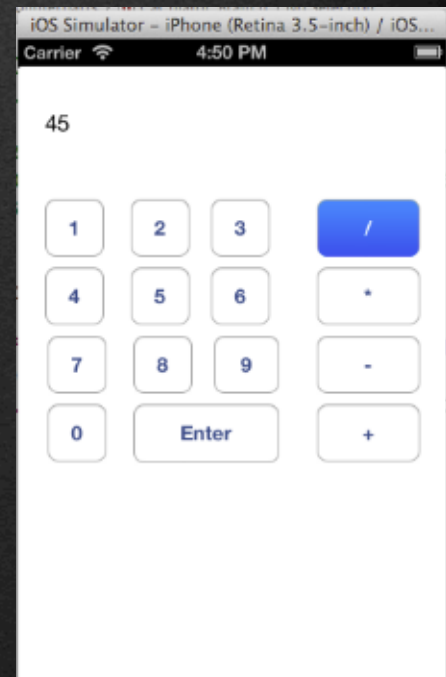 iOS Simulator – iPhone (Retina 3.5-inch) / iOS...
Carrier 4:50 PM
45
1 2 3 /
4 5 6 *
7 8 9 -
0 Enter +